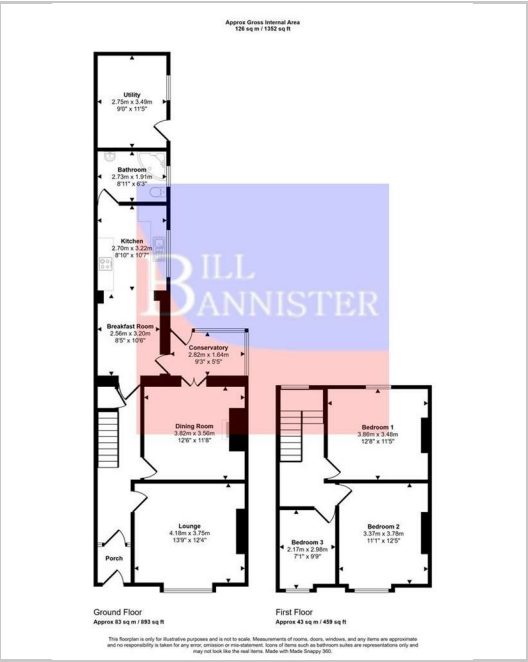 Approx Gross Internal Area
126 sq m / 1352 sq ft
Utility
2.75m x 3.49m
9'0" x 11'5"
Bathroom
2.73m x 1.91m
8'11" x 6'3"
Kitchen
2.70m x 3.22m
8'10" x 10'7"
BILL
BANNISTER
Breakfast Room
2.56m x 3.20m
8'5" x 10'6"
Conservatory
2.82m x 1.64m
9'3" x 5'5"
Dining Room
3.82m x 3.56m
12'6" x 11'8"
Bedroom 1
3.86m x 3.48m
12'8" x 11'5"
Lounge
4.18m x 3.75m
13'9" x 12'4"
Bedroom 2
3.37m x 3.78m
11'1" x 12'5"
Bedroom 3
2.17m x 2.98m
7'1" x 9'9"
Porch
Ground Floor
Approx 83 sq m / 893 sq ft
First Floor
Approx 43 sq m / 459 sq ft
This floorplan is only for illustrative purposes and is not to scale. Measurements of rooms, doors, windows, and any items are approximate
and no responsibility is taken for any error, omission or mis-statement. Icons of items such as bathroom suites are representations only and
may not look like the real items. Made with Made Snappy 360.